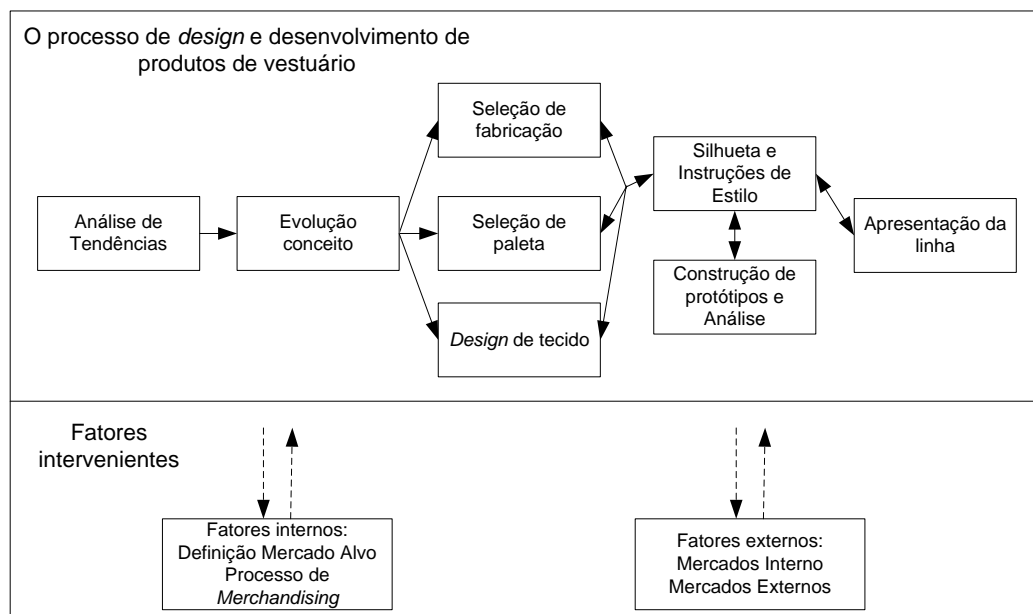 O processo de design e desenvolvimento de
produtos de vestuário
Análise de
Tendências
Evolução
conceito
Seleção de
fabricação
Seleção de
paleta
Design de tecido
Silhueta e
Instruções de
Estilo
Construção de
protótipos e
Análise
Apresentação da
linha
Fatores
intervenientes
Fatores internos:
Definição Mercado Alvo
Processo de
Merchandising
Fatores externos:
Mercados Interno
Mercados Externos